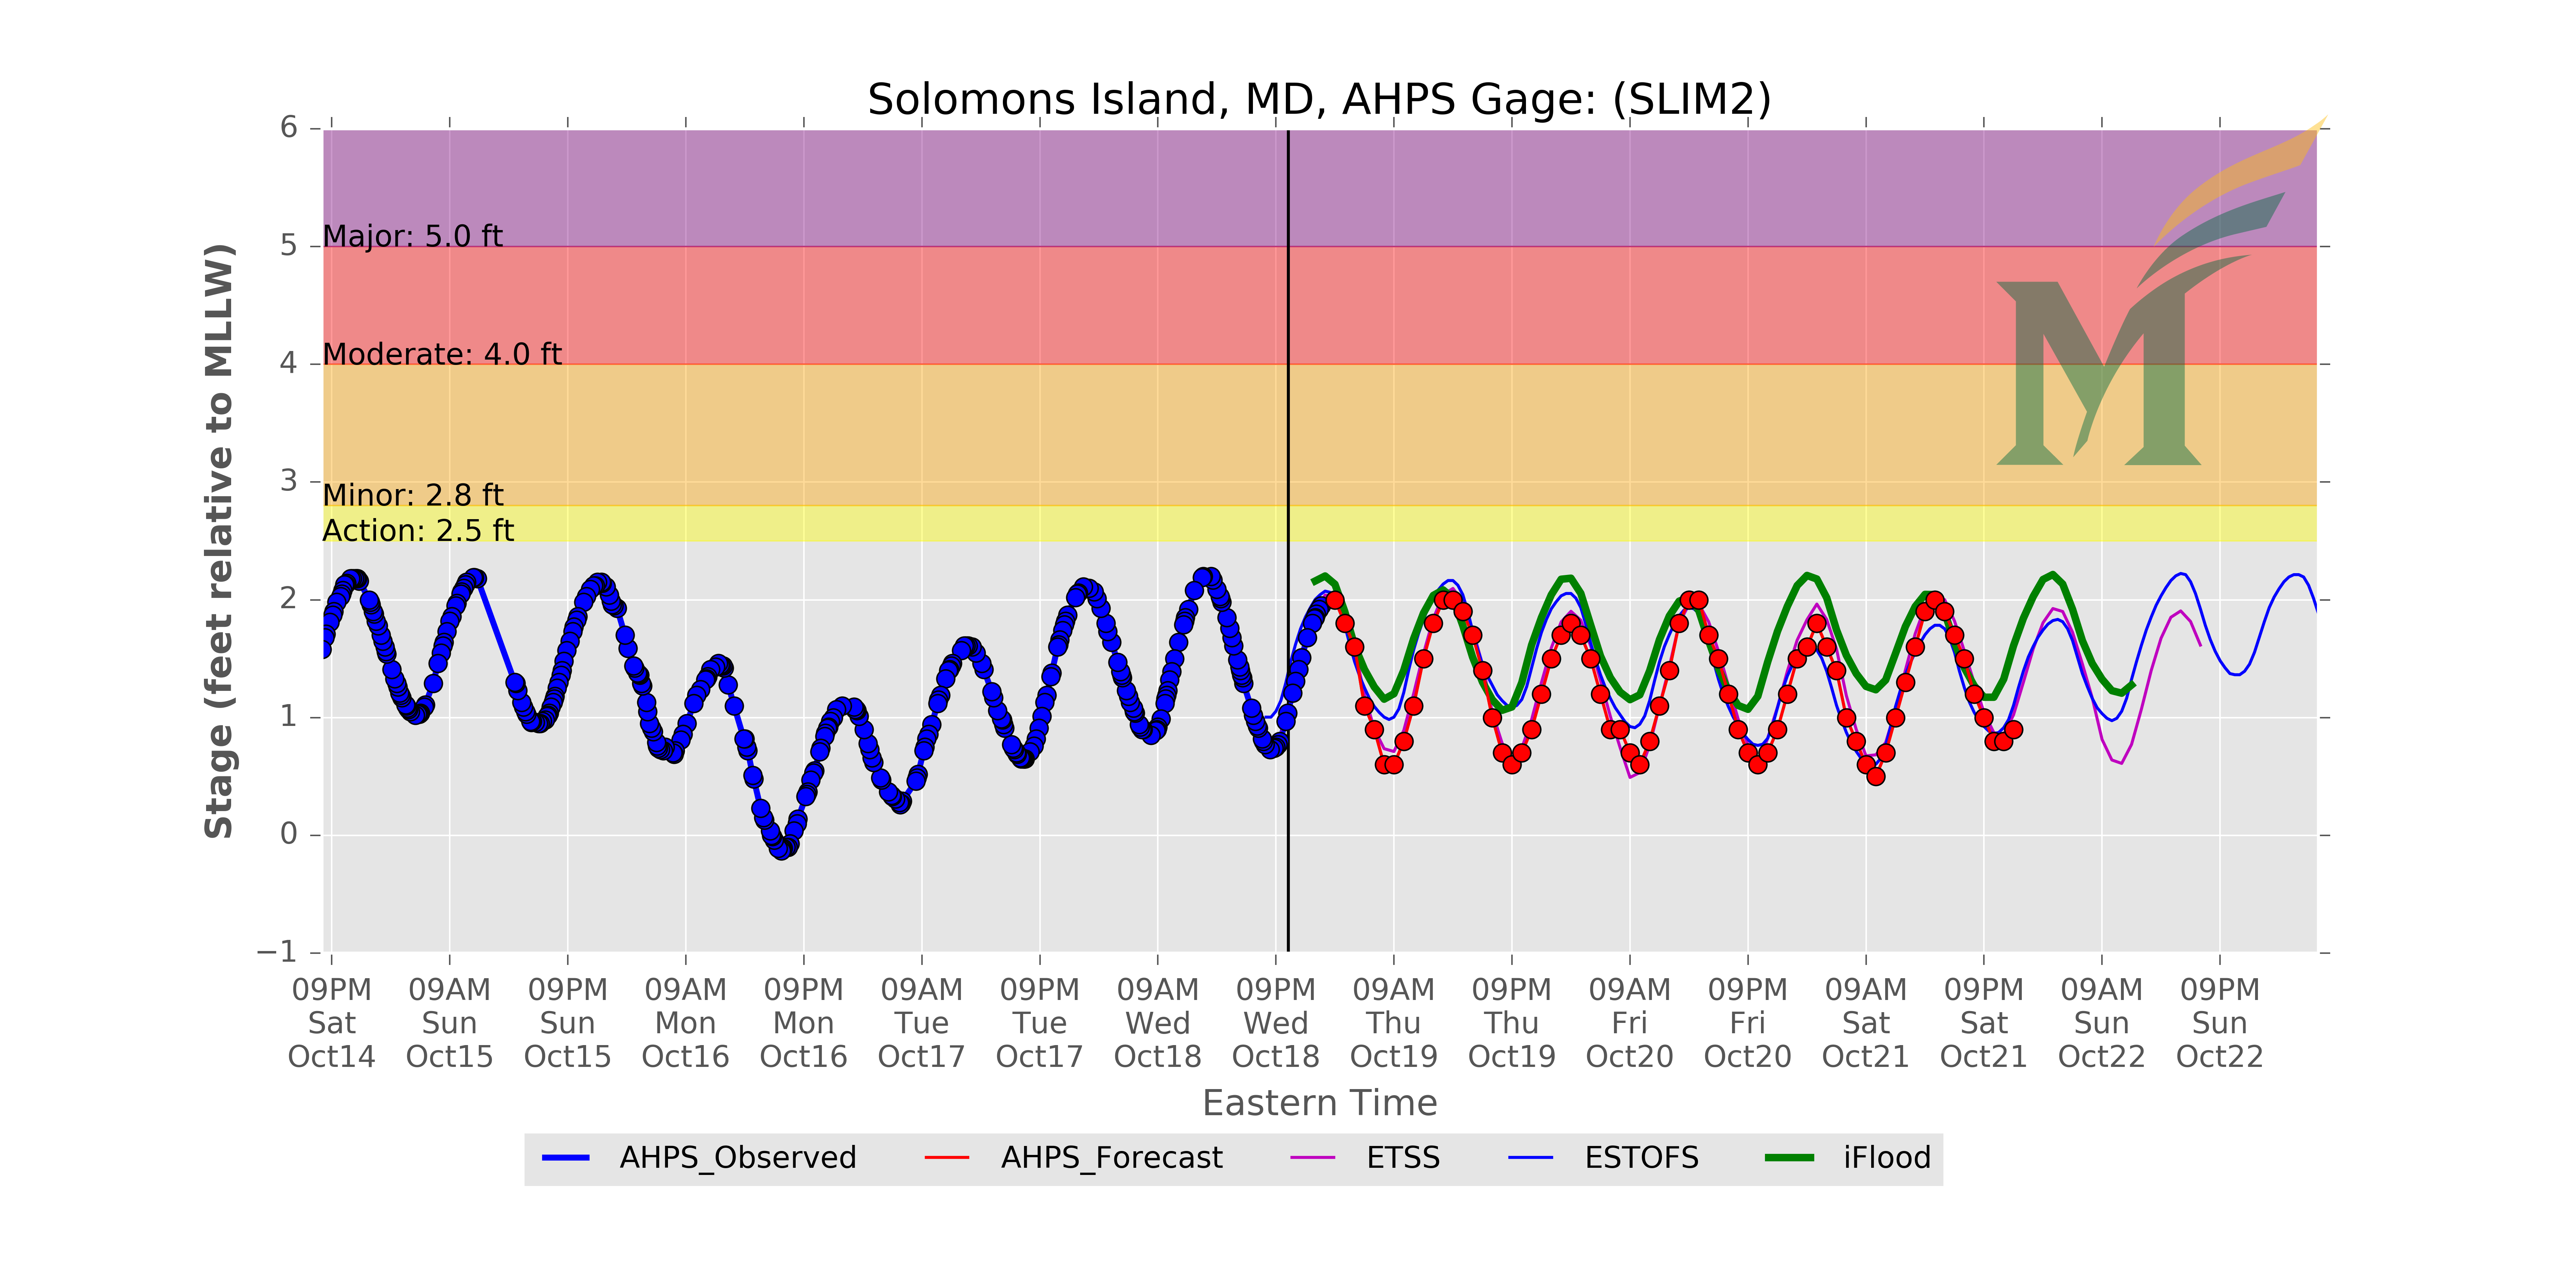 Solomons Island, MD, AHPS Gage: (SLIM2)
6
5
4
3
2
1
0
−1
Stage (feet relative to MLLW)
Major: 5.0 ft
Moderate: 4.0 ft
Minor: 2.8 ft
Action: 2.5 ft
M
09PM 09AM 09PM 09AM 09PM 09AM 09PM 09AM 09PM 09AM 09PM 09AM 09PM 09AM 09PM 09AM 09PM
Sat Sun Sun Mon Mon Tue Tue Wed Wed Thu Thu Fri Fri Sat Sat Sun Sun
Oct14 Oct15 Oct15 Oct16 Oct16 Oct17 Oct17 Oct18 Oct18 Oct19 Oct19 Oct20 Oct20 Oct21 Oct21 Oct22 Oct22
Eastern Time
AHPS_Observed AHPS_Forecast ETSS ESTOFS iFlood